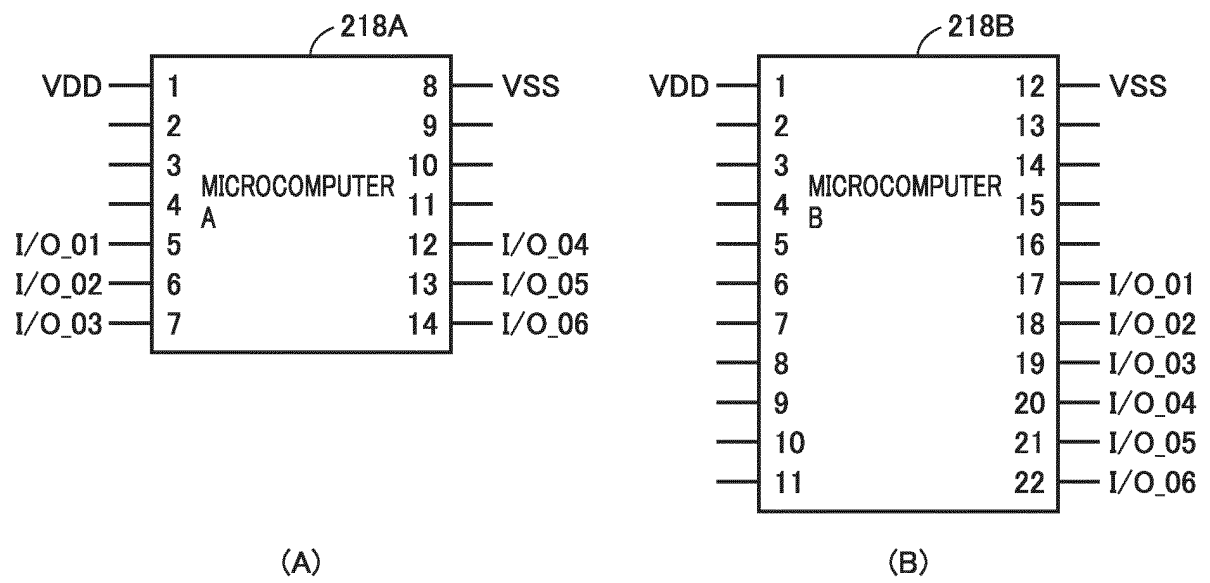 218A
VDD 1 8 VSS
2 9
3 10
MICROCOMPUTER
4 A 11
I/O_01 5 12 I/O_04
I/O_02 6 13 I/O_05
I/O_03 7 14 I/O_06
(A)
218B
VDD 1 12 VSS
2 13
3 14
MICROCOMPUTER
4 B 15
5 16
6 17 I/O_01
7 18 I/O_02
8 19 I/O_03
9 20 I/O_04
10 21 I/O_05
11 22 I/O_06
(B)